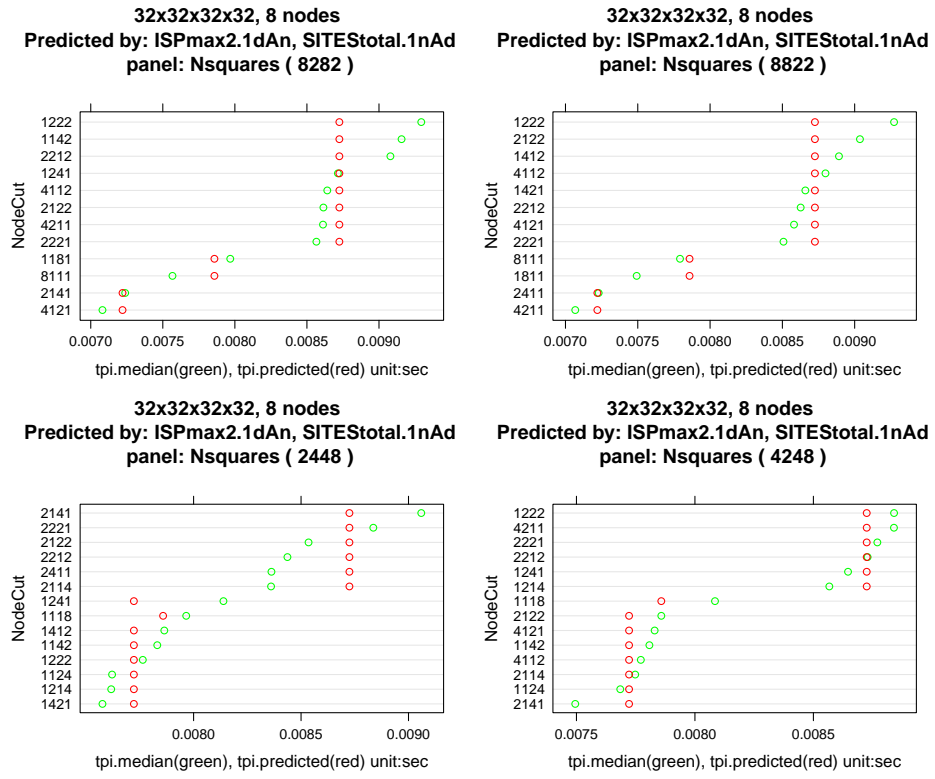 32x32x32x32, 8 nodes
Predicted by: ISPmax2.1dAn, SITEStotal.1nAd
panel: Nsquares ( 8282 )
NodeCut
1222
1142
2212
1241
4112
2122
4211
2221
1181
8111
2141
4121
0.0070 0.0075 0.0080 0.0085 0.0090
tpi.median(green), tpi.predicted(red) unit:sec
32x32x32x32, 8 nodes
Predicted by: ISPmax2.1dAn, SITEStotal.1nAd
panel: Nsquares ( 8822 )
NodeCut
1222
2122
1412
4112
1421
2212
4211
2221
8111
1811
2411
4211
0.0070 0.0075 0.0080 0.0085 0.0090
tpi.median(green), tpi.predicted(red) unit:sec
32x32x32x32, 8 nodes
Predicted by: ISPmax2.1dAn, SITEStotal.1nAd
panel: Nsquares ( 2448 )
NodeCut
2141
2221
2122
2212
2411
2114
1241
1118
1412
1142
1222
1124
1214
1421
0.0080 0.0085 0.0090
tpi.median(green), tpi.predicted(red) unit:sec
32x32x32x32, 8 nodes
Predicted by: ISPmax2.1dAn, SITEStotal.1nAd
panel: Nsquares ( 4248 )
NodeCut
1222
4211
2221
2212
1241
1214
1118
2122
4121
1142
4112
2114
1124
2141
0.0075 0.0080 0.0085
tpi.median(green), tpi.predicted(red) unit:sec